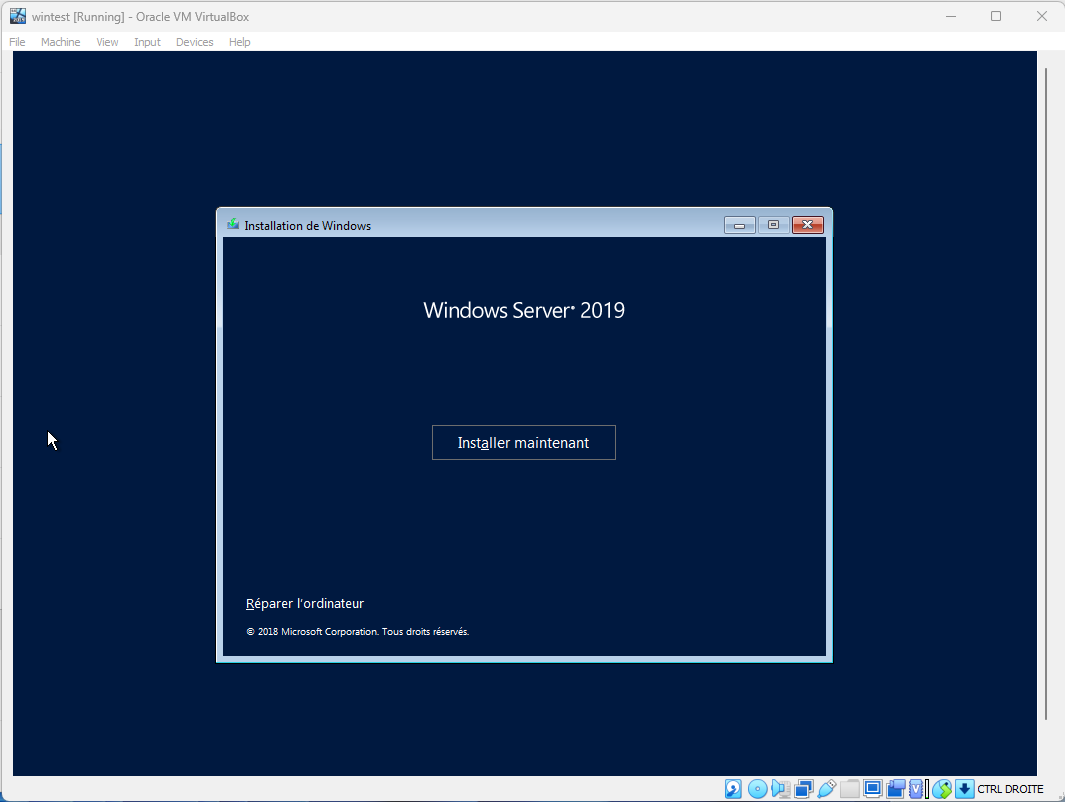 wintest [Running] - Oracle VM VirtualBox
File Machine View Input Devices Help
Installation de Windows
Windows Server® 2019
Installer maintenant
Réparer l'ordinateur
© 2018 Microsoft Corporation. Tous droits réservés.
CTRL DROITE